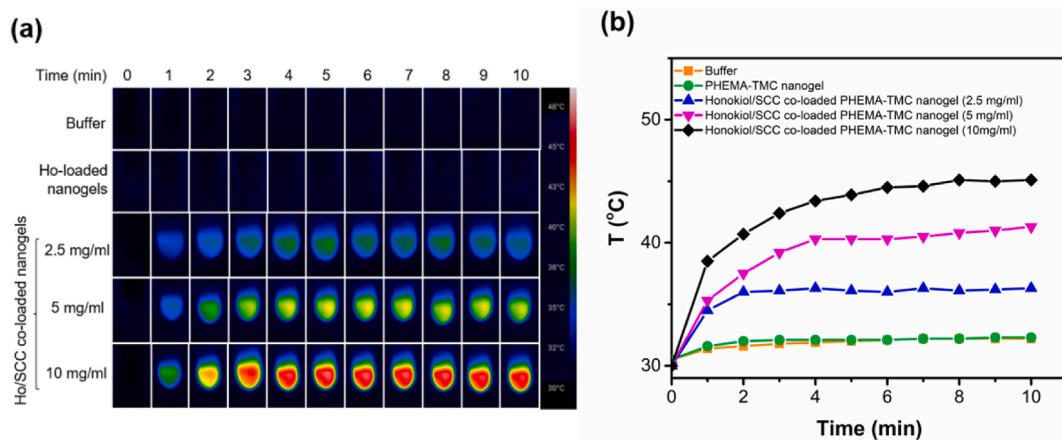 (a)
Time (min) 0 1 2 3 4 5 6 7 8 9 10
Buffer
Ho-loaded
nanogels
Ho/SCC co-loaded nanogels
2.5 mg/ml
5 mg/ml
10 mg/ml
48°C
45°C
43°C
40°C
38°C
35°C
32°C
30°C
(b)
Buffer
PHEMA-TMC nanogel
Honokiol/SCC co-loaded PHEMA-TMC nanogel (2.5 mg/ml)
Honokiol/SCC co-loaded PHEMA-TMC nanogel (5 mg/ml)
Honokiol/SCC co-loaded PHEMA-TMC nanogel (10mg/ml)
T (°C)
50
40
30
0 2 4 6 8 10
Time (min)